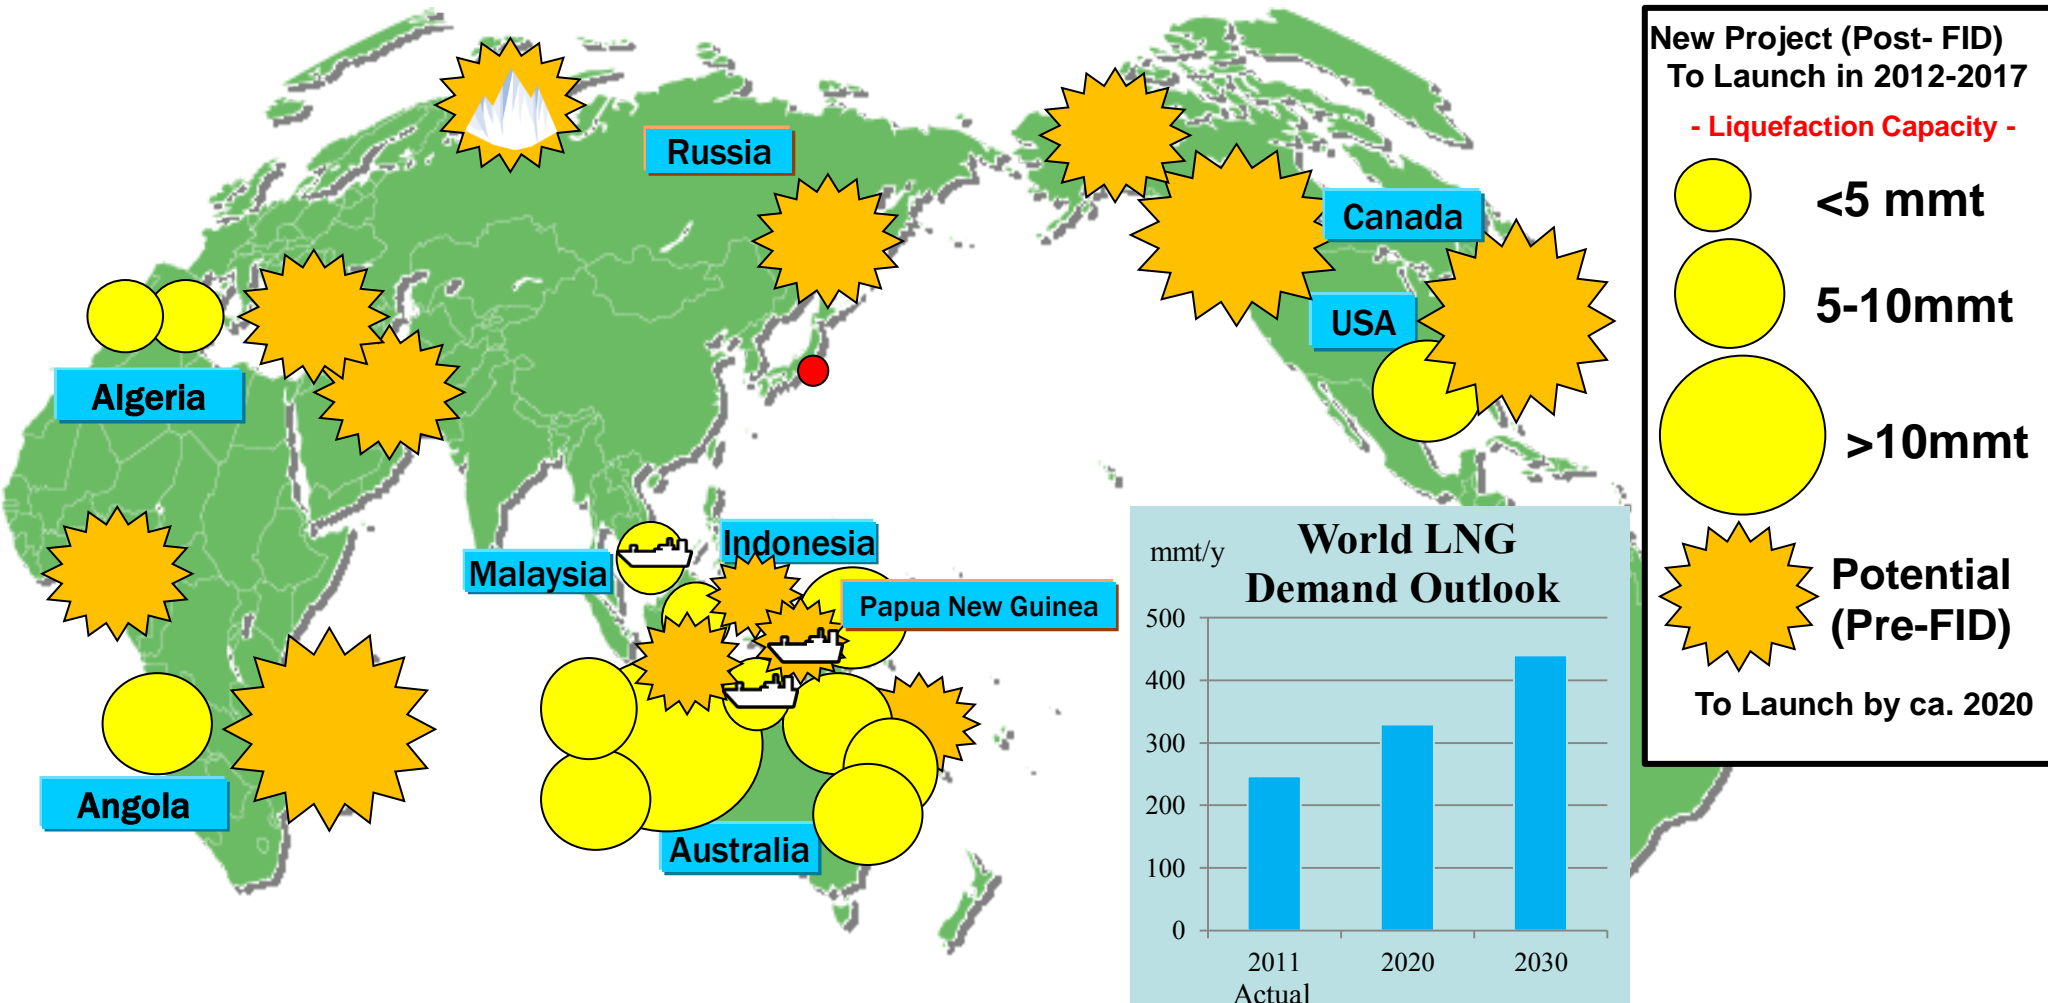 New Project (Post- FID)
To Launch in 2012-2017
- Liquefaction Capacity -
<5 mmt
5-10mmt
>10mmt
Potential
(Pre-FID)
To Launch by ca. 2020
Russia
Canada
USA
Algeria
Indonesia
Malaysia
Papua New Guinea
Angola
Australia
World LNG
Demand Outlook
mmt/y
500
400
300
200
100
0
2011
Actual
2020
2030